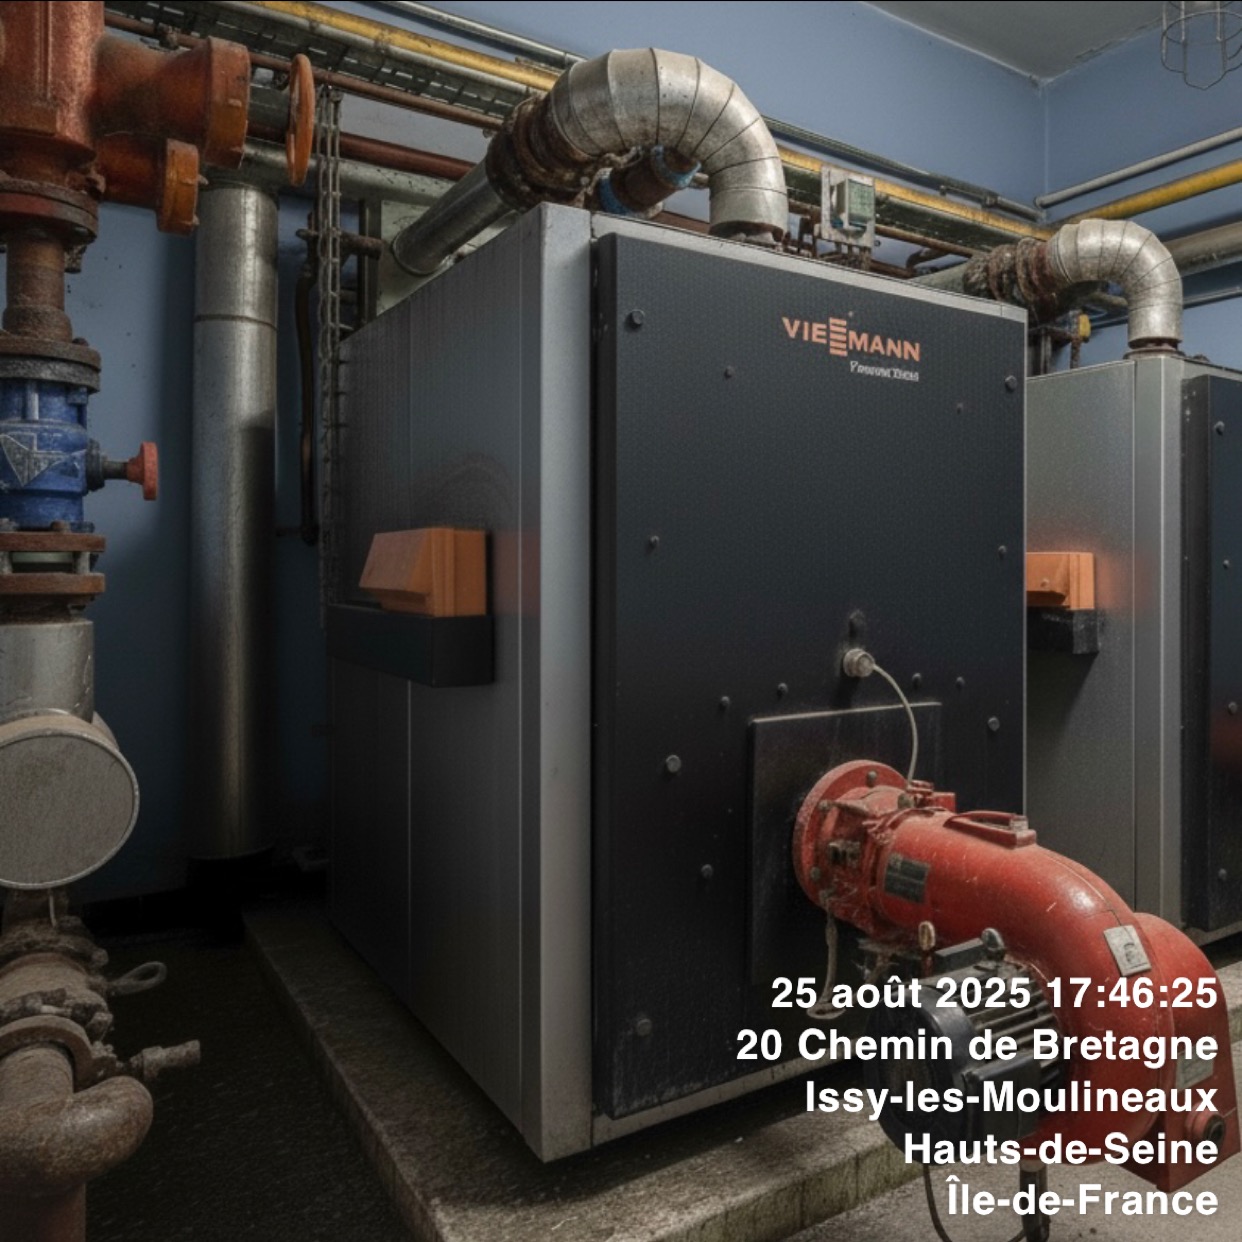 VIESMANN
25 août 2025 17:46:25
20 Chemin de Bretagne
Issy-les-Moulineaux
Hauts-de-Seine
Île-de-France